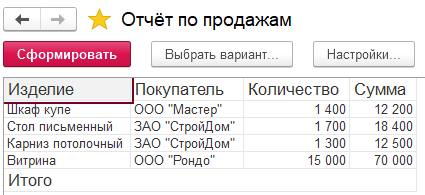 Отчёт по продажам
Сформировать Выбрать вариант... Настройки...
Изделие Покупатель Количество Сумма
Шкаф купе ООО "Мастер" 1 400 12 200
Стол письменный ЗАО "СтройДом" 1 700 18 400
Карниз потолочный ЗАО "СтройДом" 1 300 12 500
Витрина ООО "Рондо" 15 000 70 000
Итого